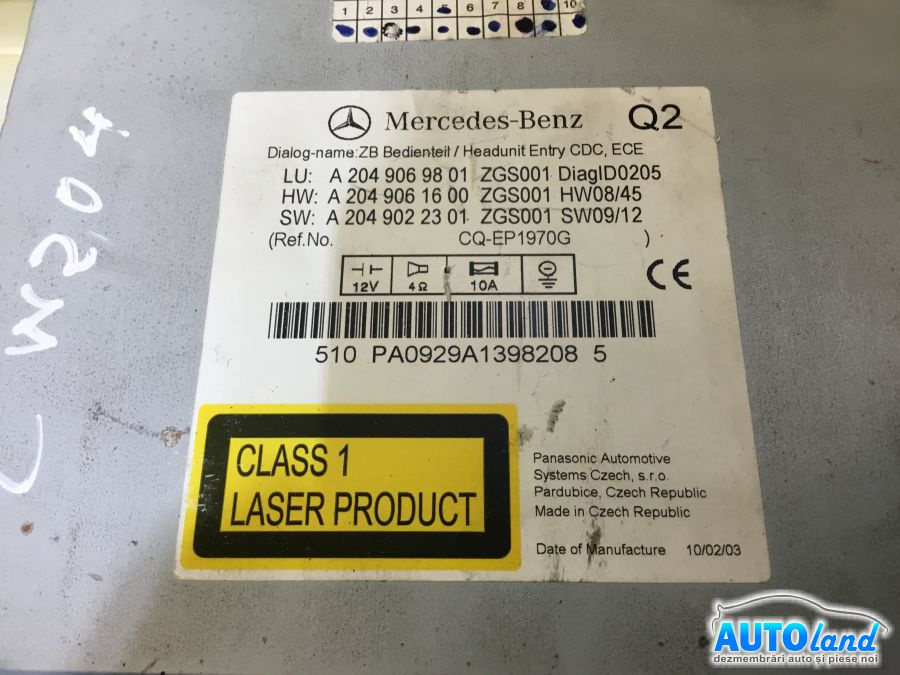 1 2 3 4 5 6 7 8 9 10
Mercedes-Benz Q2
Dialog-name:ZB Bedienteil / Headunit Entry CDC, ECE
LU: A 204 906 98 01 ZGS001 DiagID0205
HW: A 204 906 16 00 ZGS001 HW08/45
SW: A 204 902 23 01 ZGS001 SW09/12
(Ref.No. CQ-EP1970G )
12V 4Ω 10A
CE
510 PA0929A1398208 5
CLASS 1
LASER PRODUCT
Panasonic Automotive
Systems Czech, s.r.o.
Pardubice, Czech Republic
Made in Czech Republic
Date of Manufacture 10/02/03
C W204
AUTOland
dezmembrări auto și piese noi